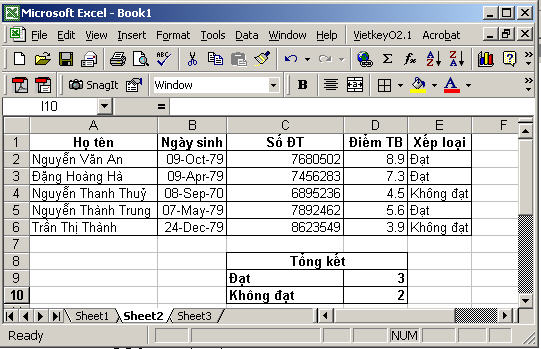 Microsoft Excel - Book1
File Edit View Insert Format Tools Data Window Help VietkeyO2.1 Acrobat
SnagIt Window B A
I10 =
A B C D E F
1 Họ tên Ngày sinh Số ĐT Điểm TB Xếp loại
2 Nguyễn Văn An 09-Oct-79 7680502 8.9 Đạt
3 Đặng Hoàng Hà 09-Apr-79 7456283 7.3 Đạt
4 Nguyễn Thanh Thuỷ 08-Sep-70 6895236 4.5 Không đạt
5 Nguyễn Thành Trung 07-May-79 7892462 5.6 Đạt
6 Trần Thị Thành 24-Dec-79 8623549 3.9 Không đạt
7
8 Tổng kết
9 Đạt 3
10 Không đạt 2
Sheet1 Sheet2 Sheet3
Ready NUM